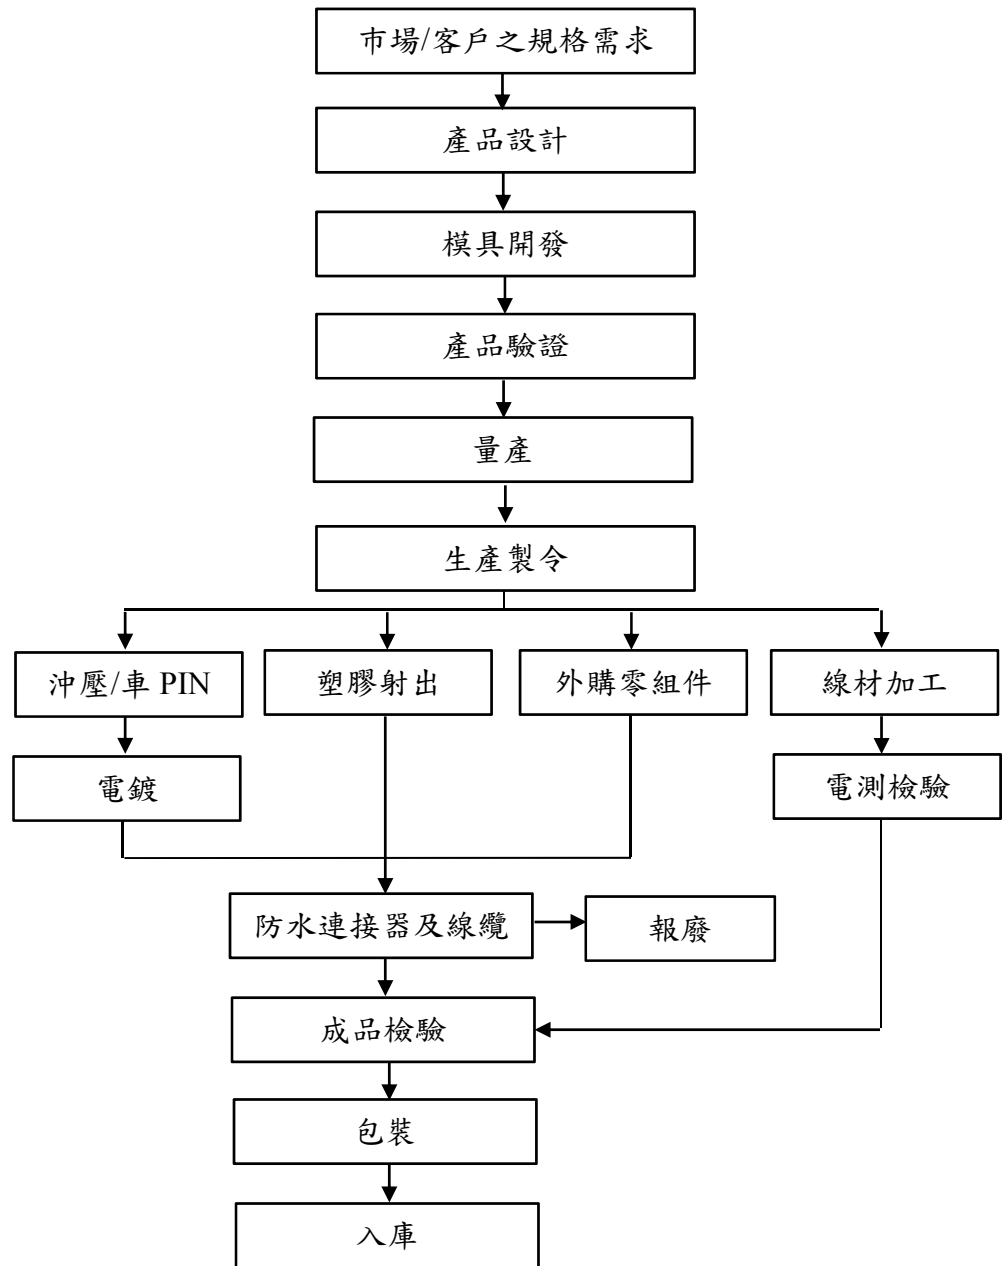 市場/客戶之規格需求
產品設計
模具開發
產品驗證
量產
生產製令
沖壓/車 PIN
塑膠射出
外購零組件
線材加工
電鍍
電測檢驗
防水連接器及線纜
報廢
成品檢驗
包裝
入庫